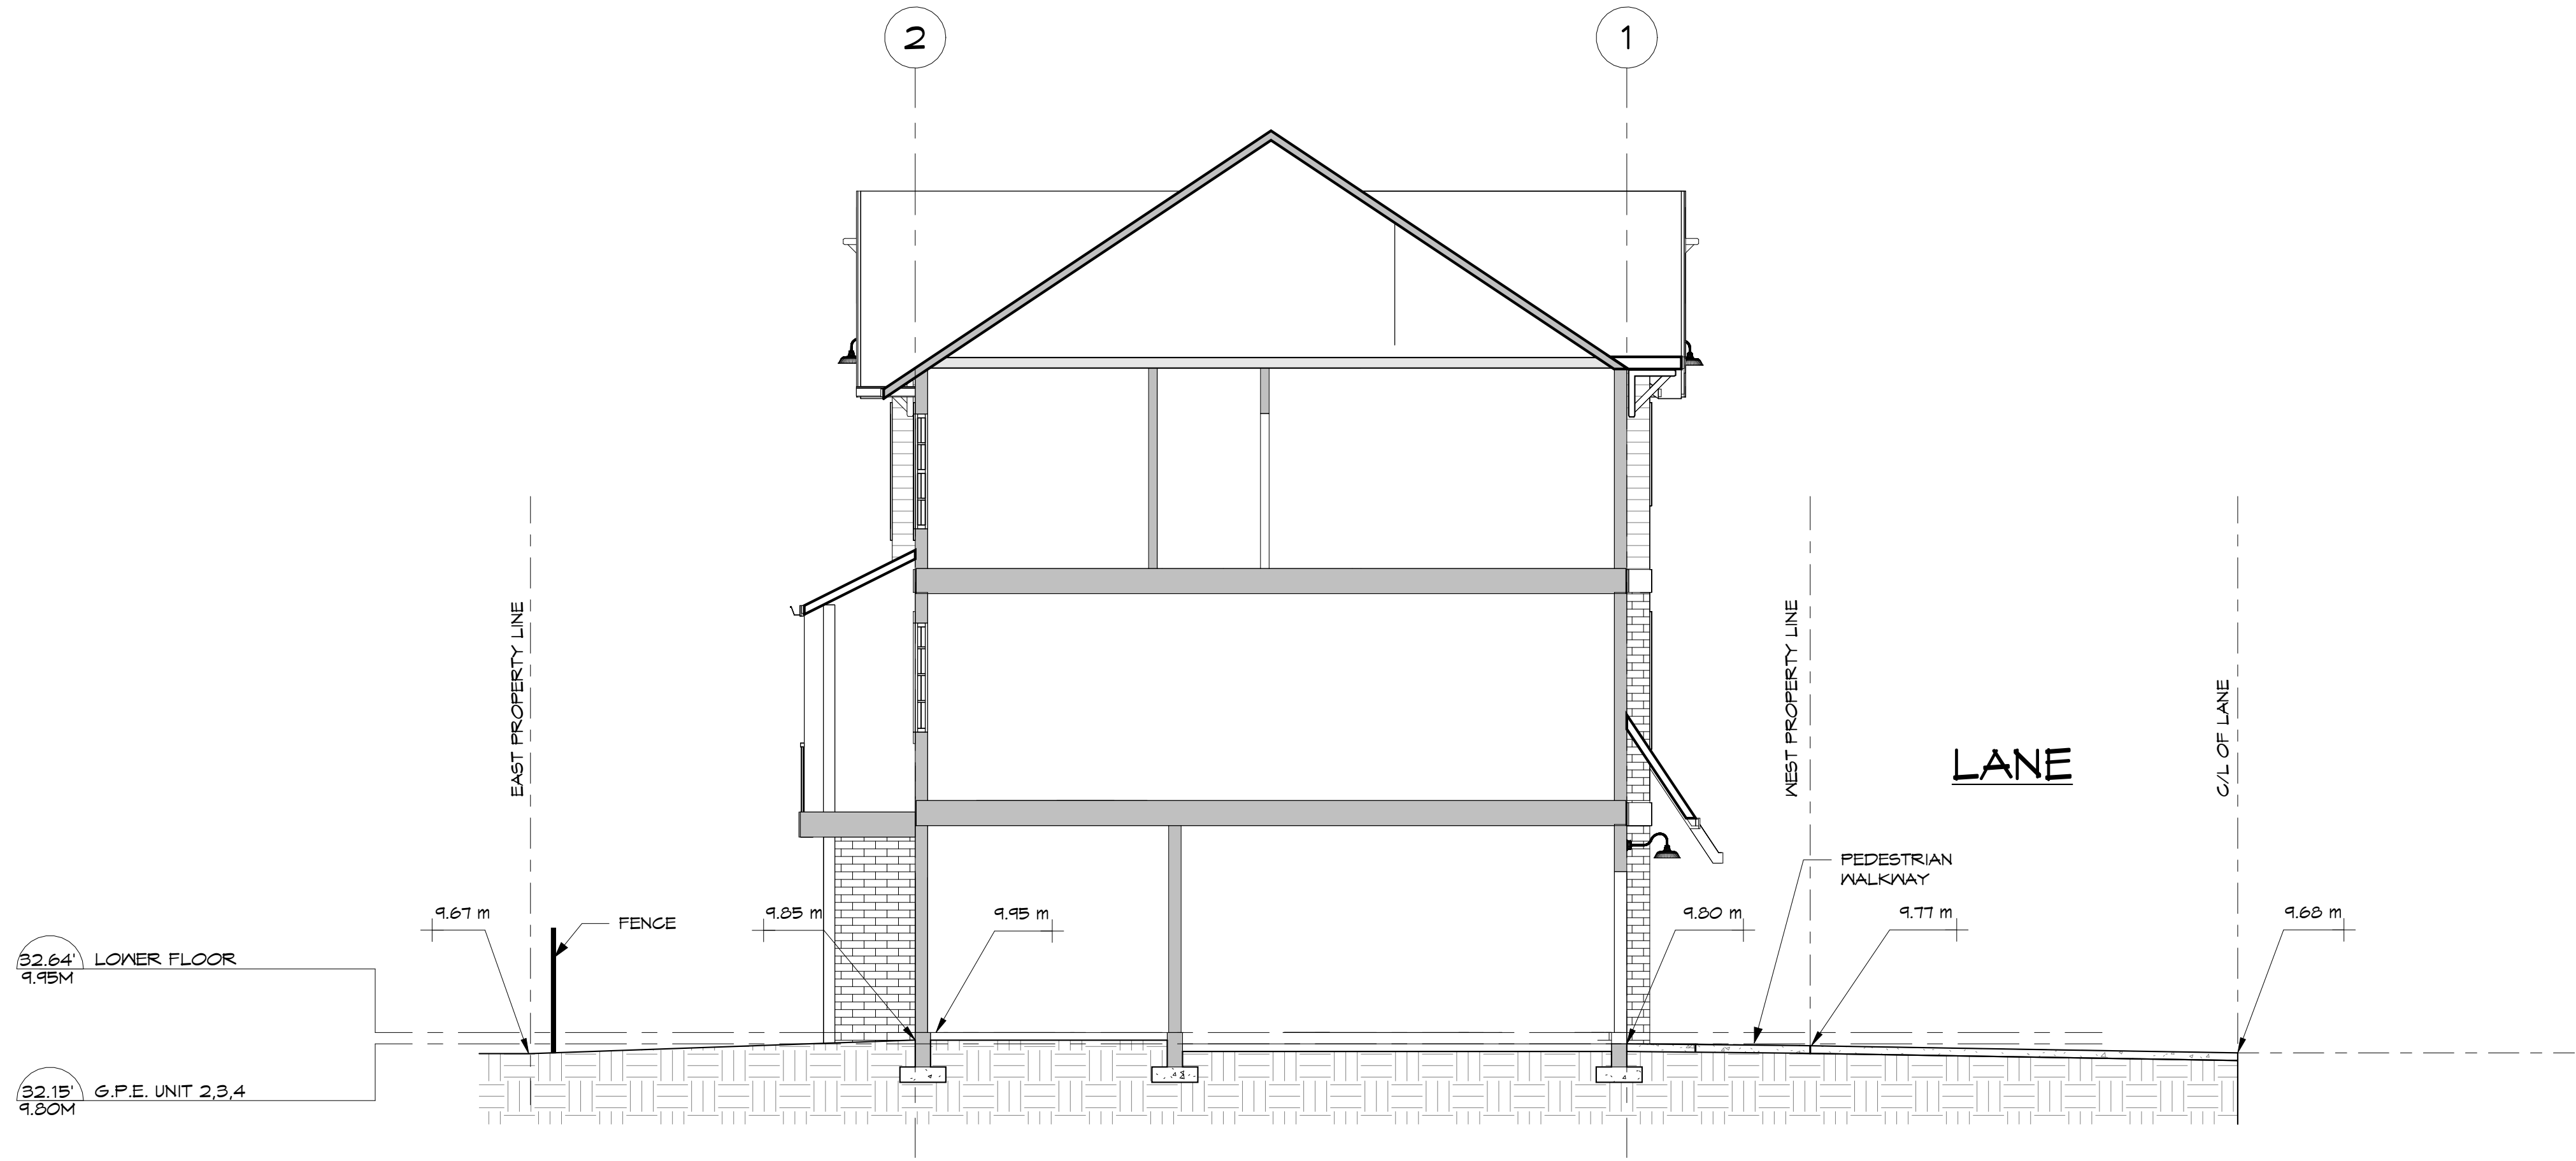 2
1
EAST PROPERTY LINE
WEST PROPERTY LINE
C/L OF LANE
LANE
PEDESTRIAN
WALKWAY
9.67 m
FENCE
9.85 m
9.95 m
9.80 m
9.77 m
9.68 m
32.64' LOWER FLOOR
9.95M
32.15' G.P.E. UNIT 2,3,4
9.80M